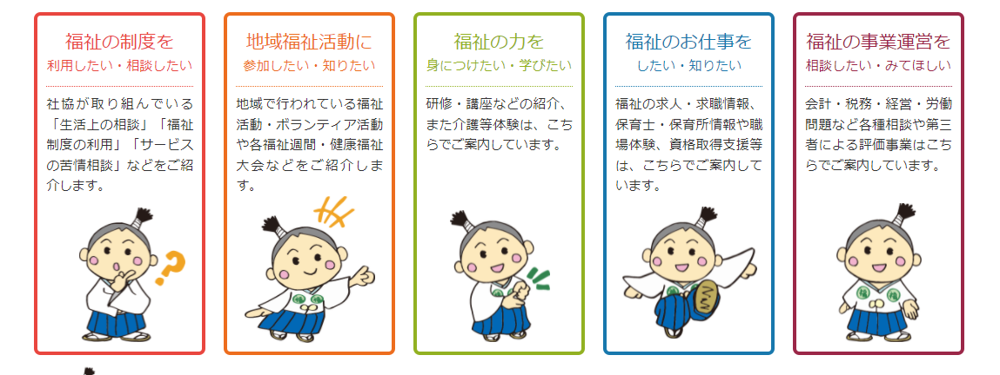 福祉の制度を
利用したい・相談したい
社協が取り組んでいる
「生活上の相談」「福祉
制度の利用」「サービス
の苦情相談」などをご紹
介します。
地域福祉活動に
参加したい・知りたい
地域で行われている福祉
活動・ボランティア活動
や各福祉週間・健康福祉
大会などをご紹介しま
す。
福祉の力を
身につけたい・学びたい
研修・講座などの紹介、
また介護等体験は、こち
らでご案内しています。
福祉のお仕事を
したい・知りたい
福祉の求人・求職情報、
保育士・保育所情報や職
場体験、資格取得支援等
は、こちらでご案内して
います。
福祉の事業運営を
相談したい・みてほしい
会計・税務・経営・労働
問題など各種相談や第三
者による評価事業はこち
らでご案内しています。